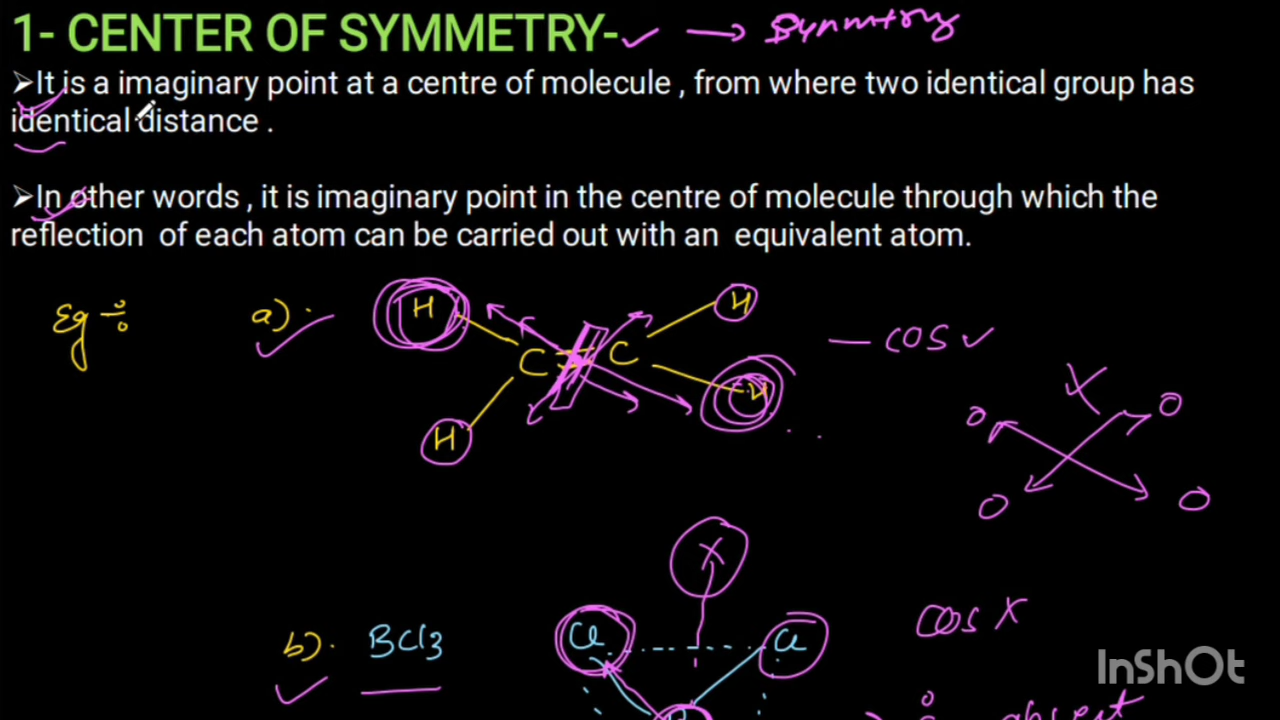 1- CENTER OF SYMMETRY- → Symmetry
➢It is a imaginary point at a centre of molecule , from where two identical group has
identical distance .
➢In other words , it is imaginary point in the centre of molecule through which the
reflection of each atom can be carried out with an equivalent atom.
Eg ÷ a) H H
C = C — COS ✓
H H
X
O O
O O
X
b). BCl3 Cl Cl COS X
B
absent
InShOt